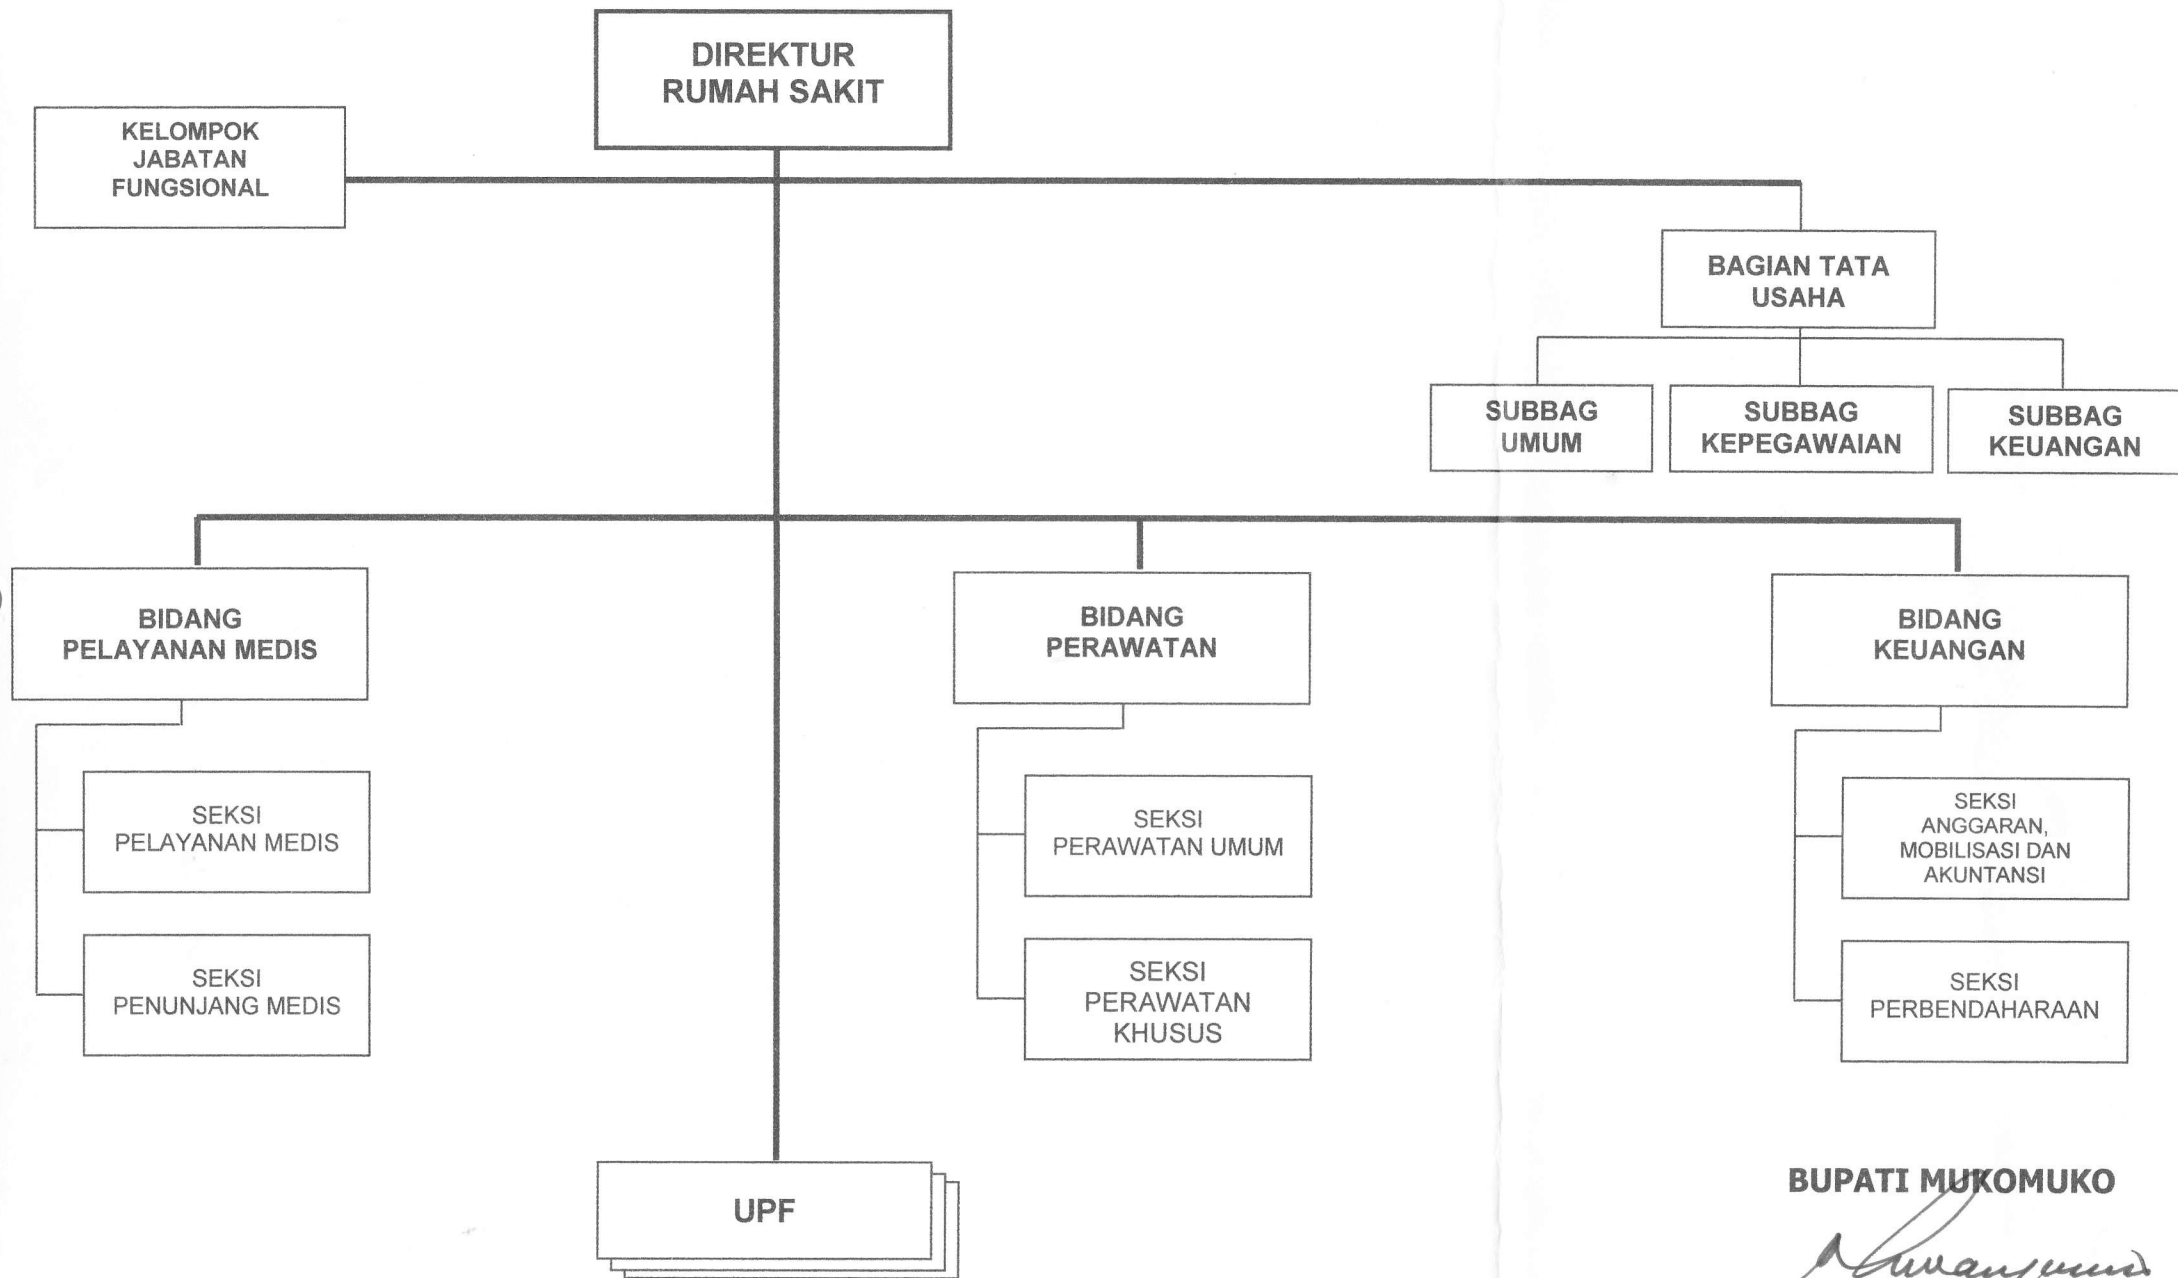 DIREKTUR
RUMAH SAKIT
KELOMPOK
JABATAN
FUNGSIONAL
BAGIAN TATA
USAHA
SUBBAG
UMUM
SUBBAG
KEPEGAWAIAN
SUBBAG
KEUANGAN
BIDANG
PELAYANAN MEDIS
BIDANG
PERAWATAN
BIDANG
KEUANGAN
SEKSI
PELAYANAN MEDIS
SEKSI
PERAWATAN UMUM
SEKSI
ANGGARAN,
MOBILISASI DAN
AKUNTANSI
SEKSI
PENUNJANG MEDIS
SEKSI
PERAWATAN
KHUSUS
SEKSI
PERBENDAHARAAN
UPF
BUPATI MUKOMUKO